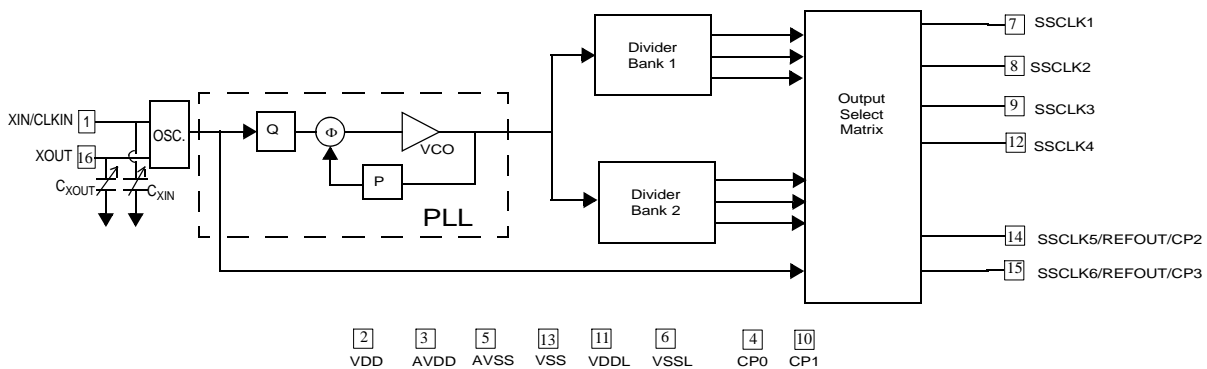 Divider
Bank 1
Output
Select
Matrix
7 SSCLK1
8 SSCLK2
9 SSCLK3
12 SSCLK4
XIN/CLKIN 1
XOUT 16
OSC.
CXOUT
CXIN
Q
Φ
VCO
P
PLL
Divider
Bank 2
14 SSCLK5/REFOUT/CP2
15 SSCLK6/REFOUT/CP3
2 3 5 13 11 6 4 10
VDD AVDD AVSS VSS VDDL VSSL CP0 CP1